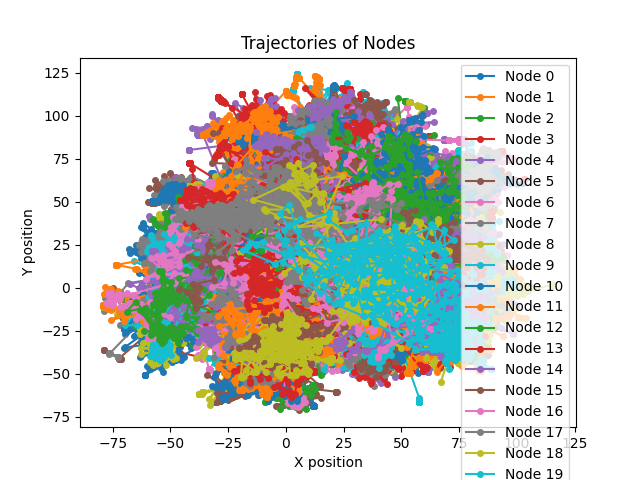 Trajectories of Nodes
125
100
75
50
25
0
−25
−50
−75
Y position
−75
−50
−25
0
25
50
75
100
125
X position
Node 0
Node 1
Node 2
Node 3
Node 4
Node 5
Node 6
Node 7
Node 8
Node 9
Node 10
Node 11
Node 12
Node 13
Node 14
Node 15
Node 16
Node 17
Node 18
Node 19